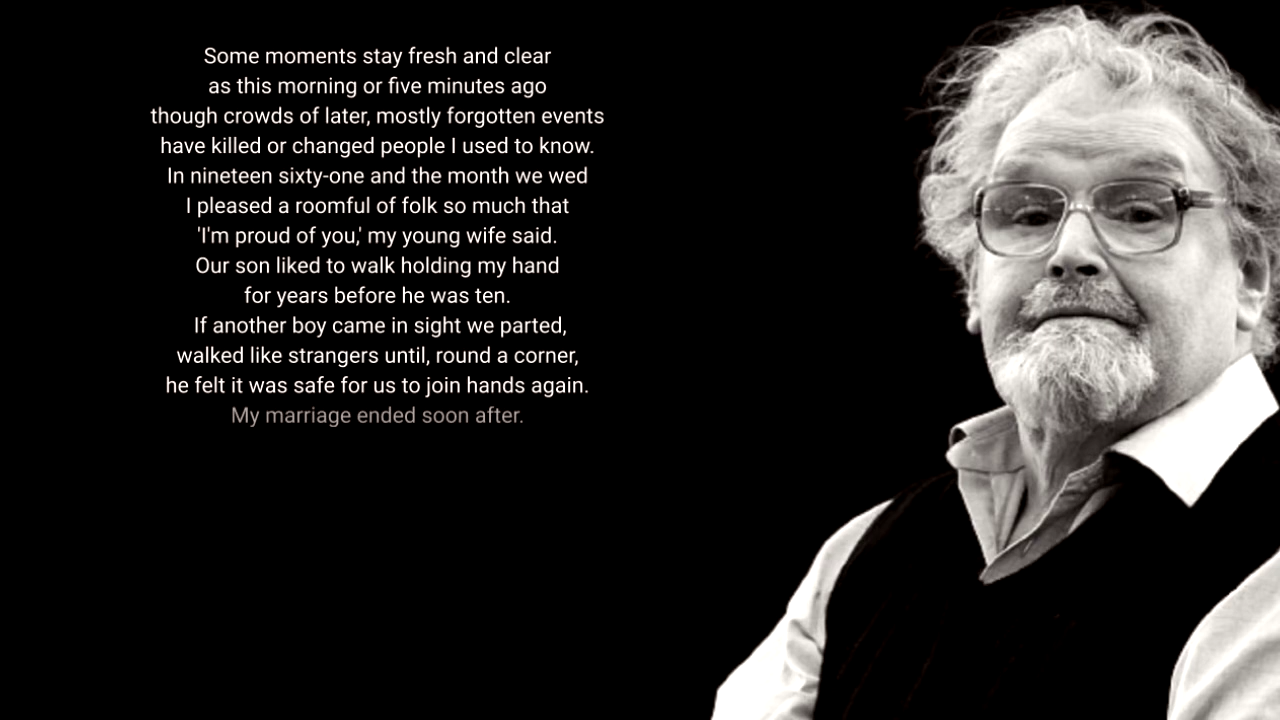 Some moments stay fresh and clear
as this morning or five minutes ago
though crowds of later, mostly forgotten events
have killed or changed people I used to know.
In nineteen sixty-one and the month we wed
I pleased a roomful of folk so much that
'I'm proud of you,' my young wife said.
Our son liked to walk holding my hand
for years before he was ten.
If another boy came in sight we parted,
walked like strangers until, round a corner,
he felt it was safe for us to join hands again.
My marriage ended soon after.